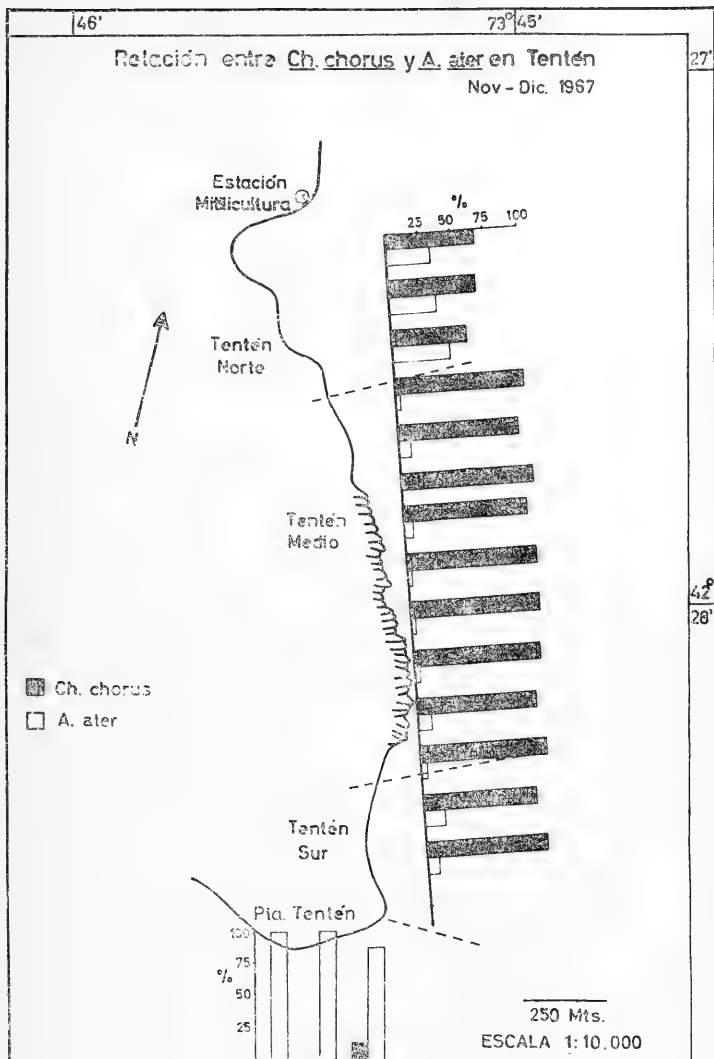 46'
73°45'
Relación entre Ch. chorus y A. ater en Tentén
27'
Nov - Dic. 1967
Estación
Mitilicultura
%
25 50 75 100
Tentén
Norte
N
Tentén
Medio
42°
28'
Ch. chorus
A. ater
Tentén
Sur
Pta. Tentén
100
75
%
50
25
250 Mts.
ESCALA 1:10.000